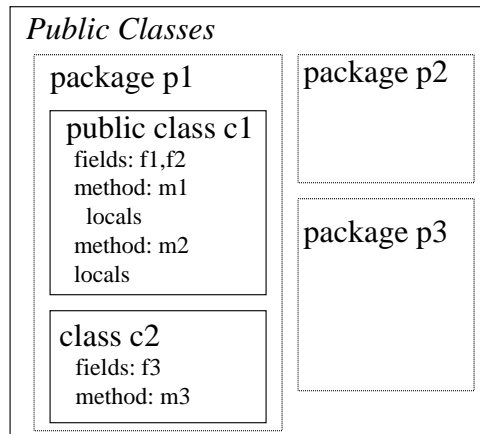 Public Classes
package p1
public class c1
fields: f1,f2
method: m1
locals
method: m2
locals
class c2
fields: f3
method: m3
package p2
package p3